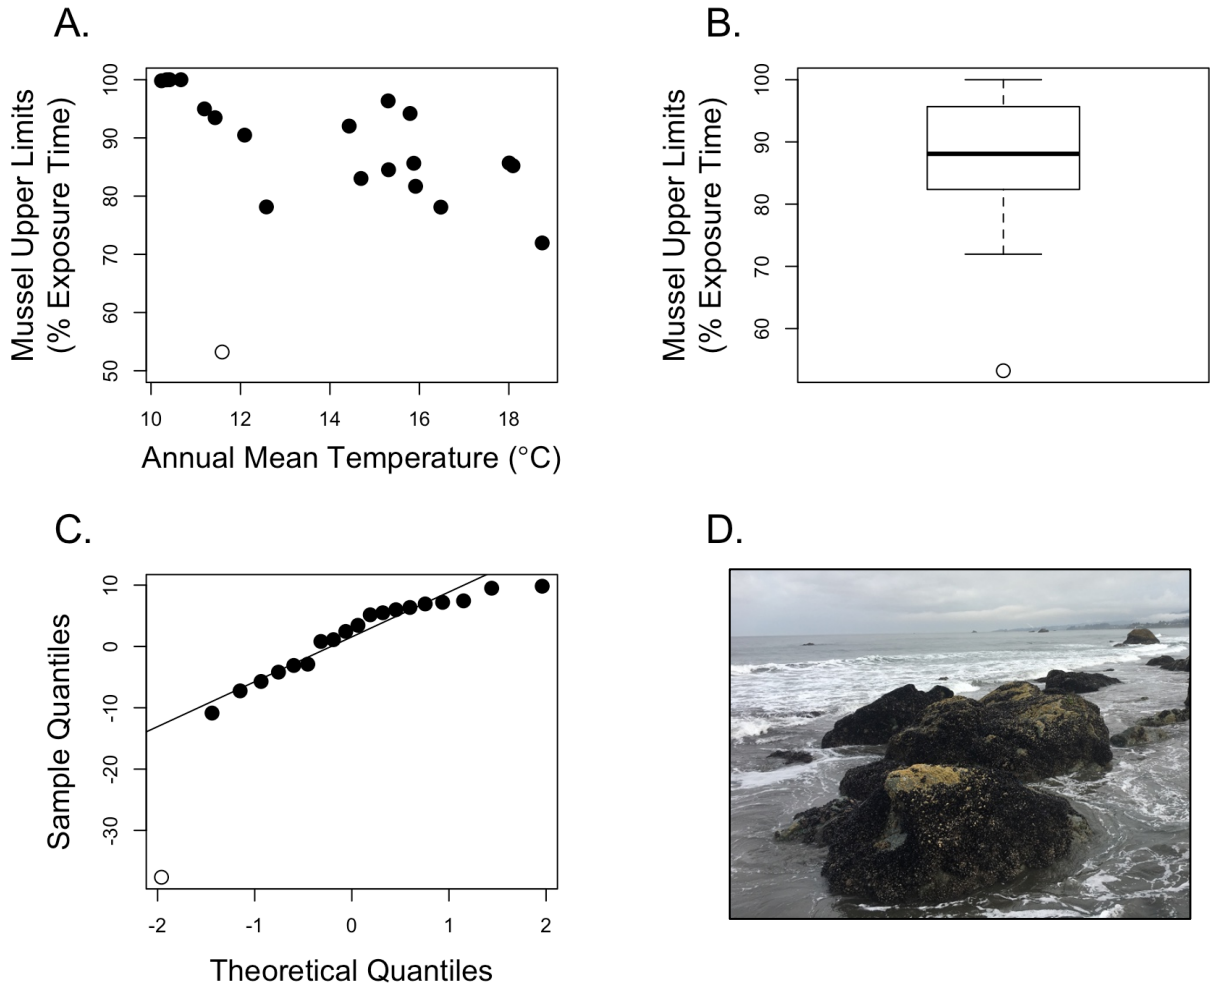 A.
Mussel Upper Limits
(% Exposure Time)
100
90
80
70
60
50
10 12 14 16 18
Annual Mean Temperature (°C)
B.
Mussel Upper Limits
(% Exposure Time)
100
90
80
70
60
C.
Sample Quantiles
10
0
-10
-20
-30
-2 -1 0 1 2
Theoretical Quantiles
D.